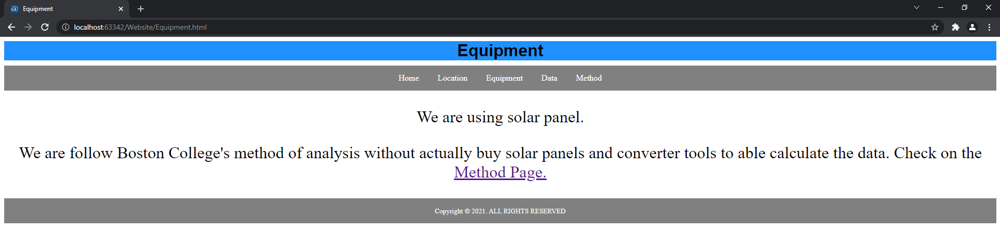 GU Equipment
localhost:63342/Website/Equipment.html
Equipment
Home Location Equipment Data Method
We are using solar panel.
We are follow Boston College's method of analysis without actually buy solar panels and converter tools to able calculate the data. Check on the
Method Page.
Copyright © 2021. ALL RIGHTS RESERVED